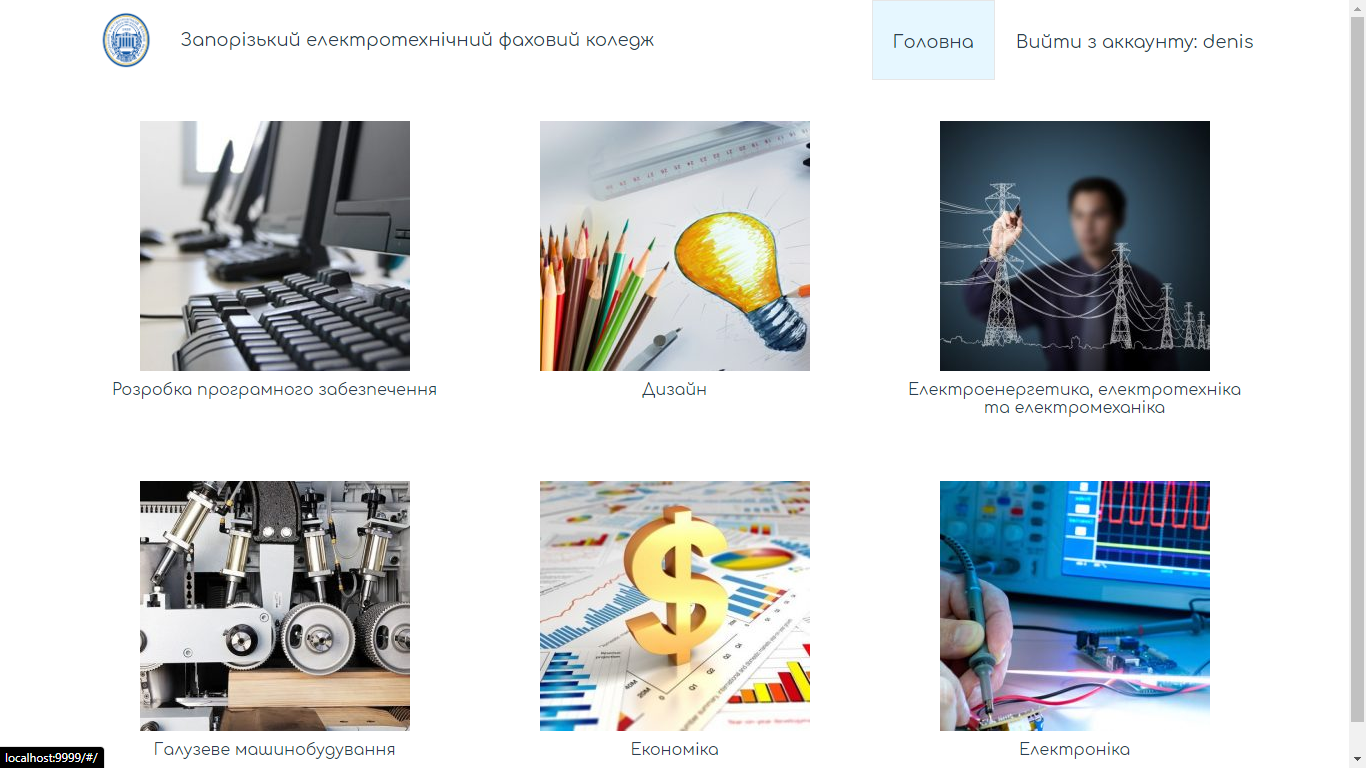 Запорізький електротехнічний фаховий коледж
Головна
Вийти з аккаунту: denis
Розробка програмного забезпечення
Дизайн
Електроенергетика, електротехніка
та електромеханіка
Галузеве машинобудування
Економіка
Електроніка
localhost:9999/#/